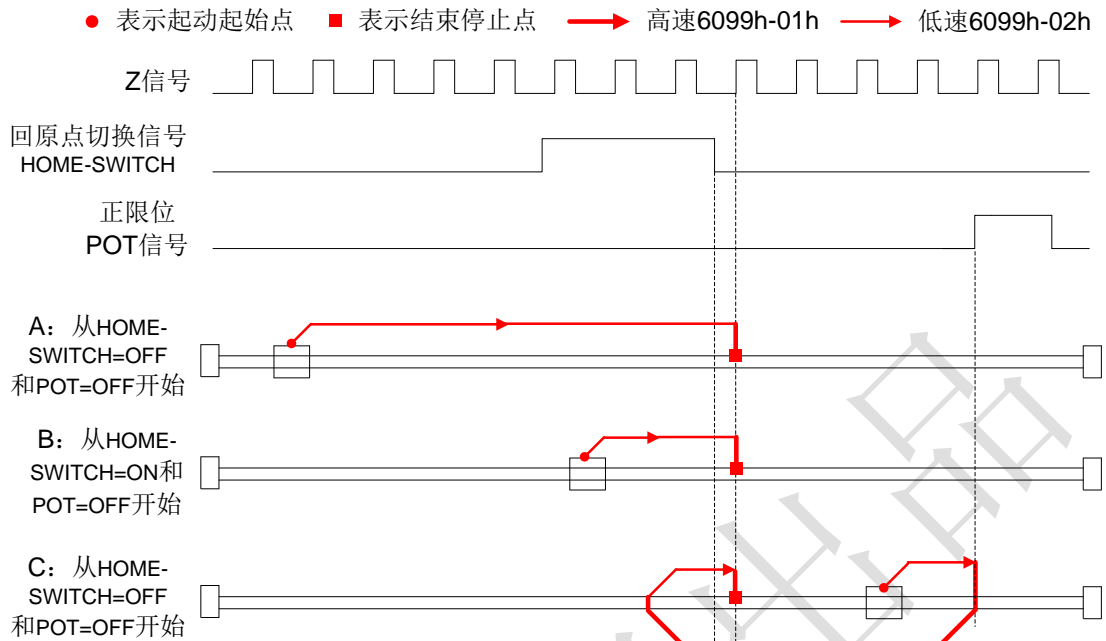 表示起动起始点 表示结束停止点 高速6099h-01h 低速6099h-02h
Z信号
回原点切换信号
HOME-SWITCH
正限位
POT信号
A：从HOME-
SWITCH=OFF
和POT=OFF开始
B：从HOME-
SWITCH=ON和
POT=OFF开始
C：从HOME-
SWITCH=OFF
和POT=OFF开始
出品